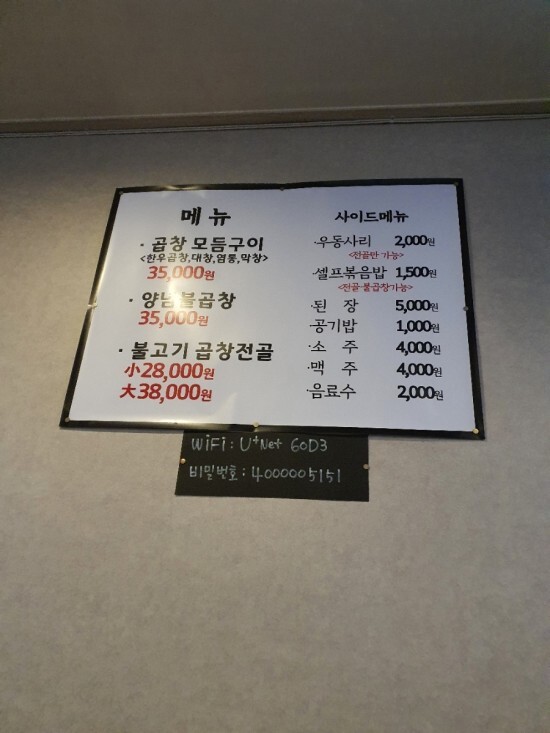 메뉴
· 곱창 모듬구이
<한우곱창,대창,염통,막창>
35,000원
· 양념불곱창
35,000원
· 불고기 곱창전골
小28,000원
大38,000원
사이드메뉴
·우동사리 2,000원
<전골만 가능>
·셀프볶음밥 1,500원
<전골·불곱창가능>
·된 장 5,000원
·공기밥 1,000원
·소 주 4,000원
·맥 주 4,000원
·음료수 2,000원
WiFi : U+Net 60D3
비밀번호 : 4000005151